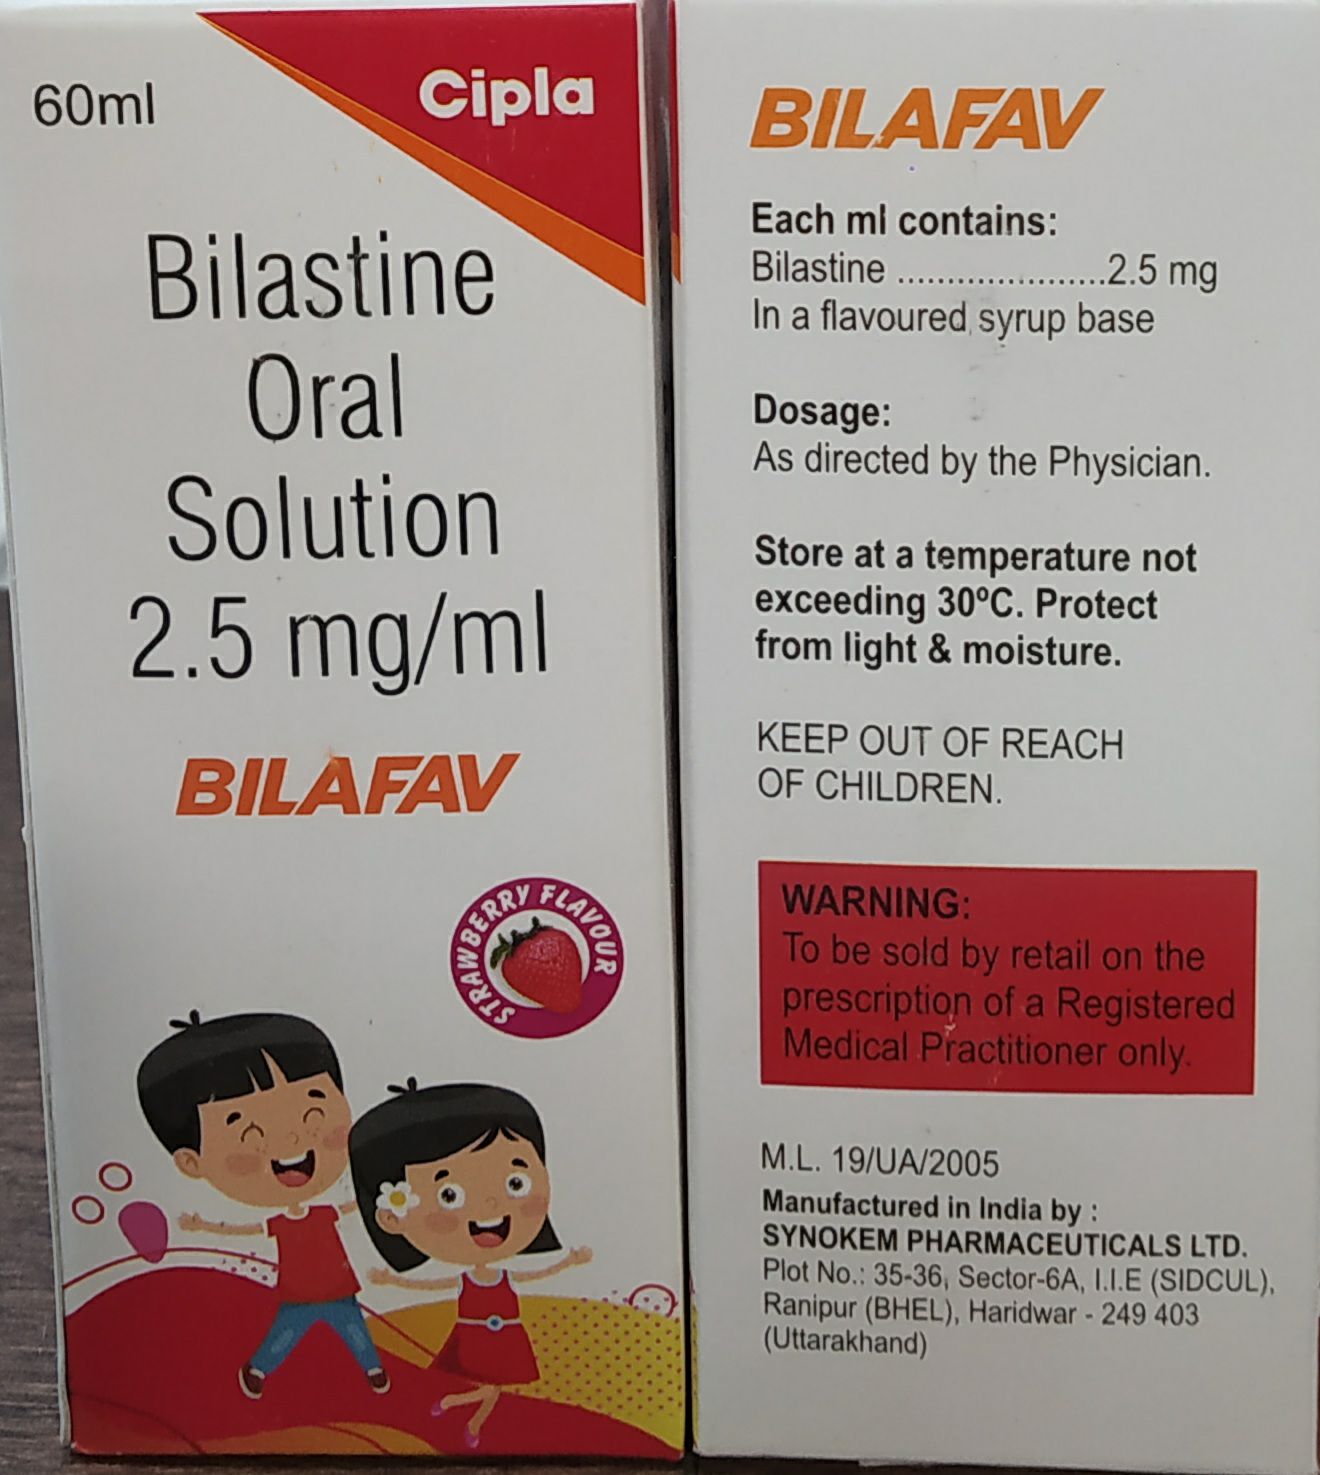 60ml
Cipla
Bilastine
Oral
Solution
2.5 mg/ml
BILAFAV
STRAWBERRY FLAVOUR
BILAFAV
Each ml contains:
Bilastine .....................2.5 mg
In a flavoured syrup base
Dosage:
As directed by the Physician.
Store at a temperature not
exceeding 30ºC. Protect
from light & moisture.
KEEP OUT OF REACH
OF CHILDREN.
WARNING:
To be sold by retail on the
prescription of a Registered
Medical Practitioner only.
M.L. 19/UA/2005
Manufactured in India by :
SYNOKEM PHARMACEUTICALS LTD.
Plot No.: 35-36, Sector-6A, I.I.E (SIDCUL),
Ranipur (BHEL), Haridwar - 249 403
(Uttarakhand)